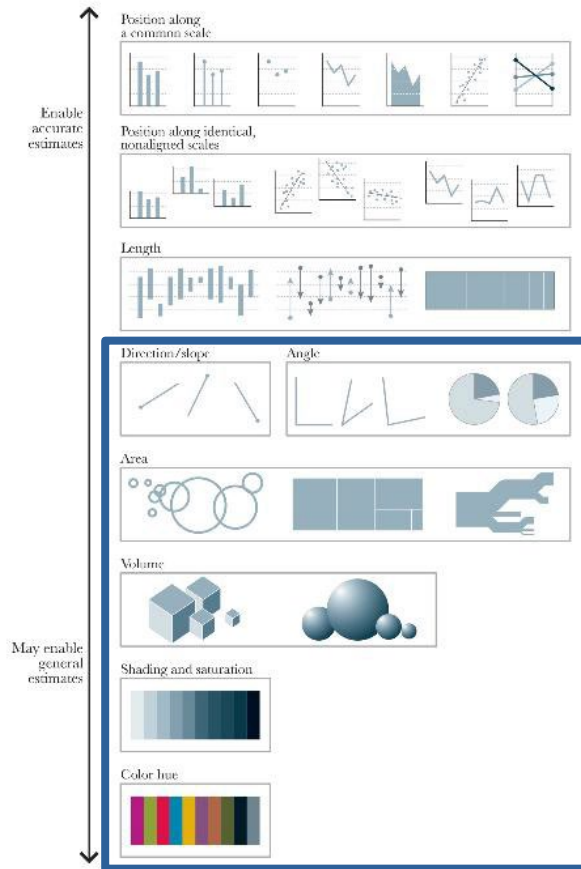 Position along
a common scale
Enable
accurate
estimates
Position along identical,
nonaligned scales
Length
Direction/slope
Angle
Area
Volume
May enable
general
estimates
Shading and saturation
Color hue